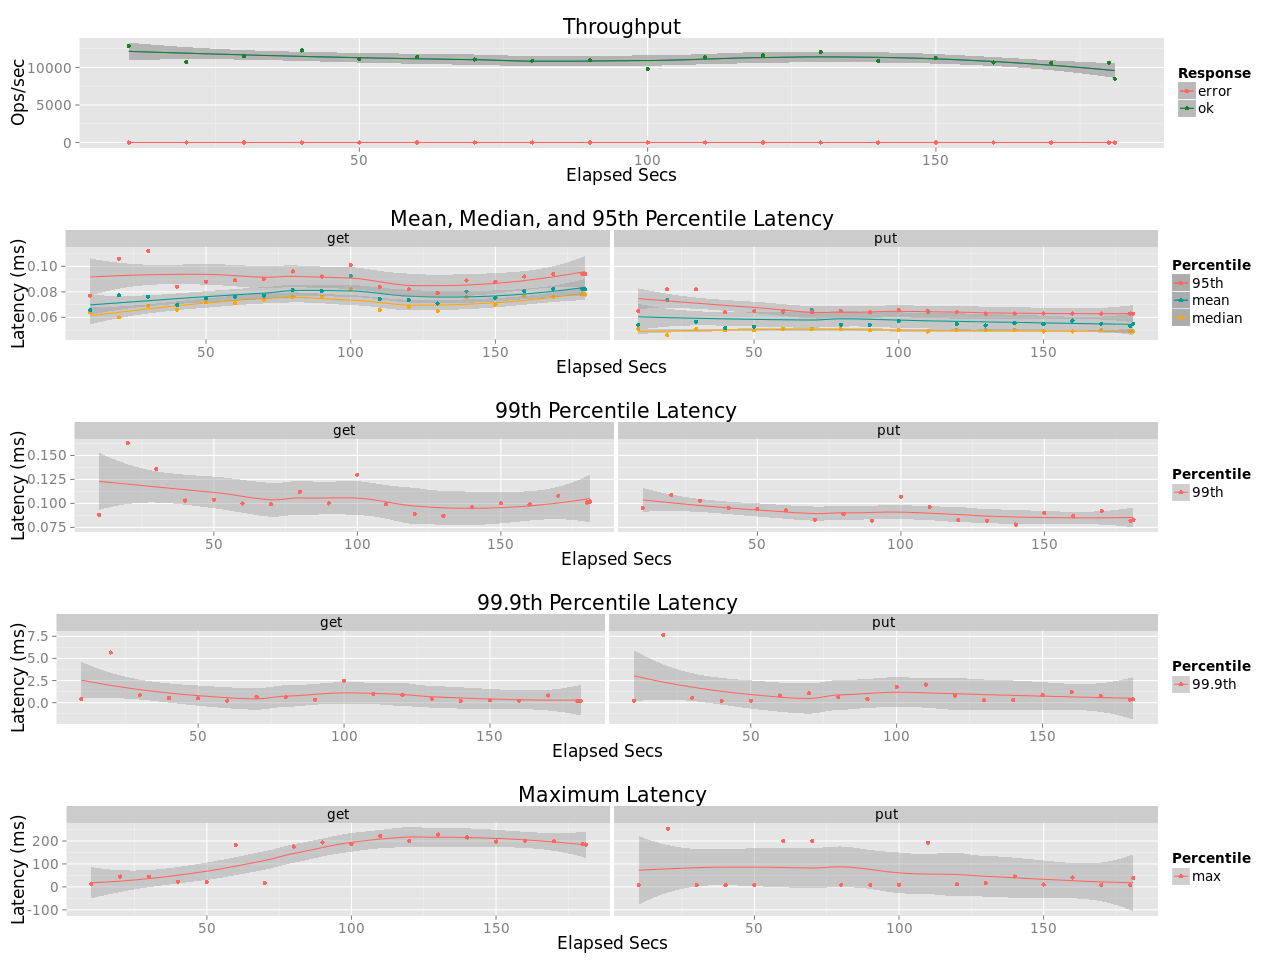 Throughput
Ops/sec
10000
5000
0
50 100 150
Elapsed Secs
Response
error
ok
Mean, Median, and 95th Percentile Latency
get put
Latency (ms)
0.10
0.08
0.06
50 100 150 50 100 150
Elapsed Secs
Percentile
95th
mean
median
99th Percentile Latency
get put
Latency (ms)
0.150
0.125
0.100
0.075
50 100 150 50 100 150
Elapsed Secs
Percentile
99th
99.9th Percentile Latency
get put
Latency (ms)
7.5
5.0
2.5
0.0
50 100 150 50 100 150
Elapsed Secs
Percentile
99.9th
Maximum Latency
get put
Latency (ms)
200
100
0
-100
50 100 150 50 100 150
Elapsed Secs
Percentile
max